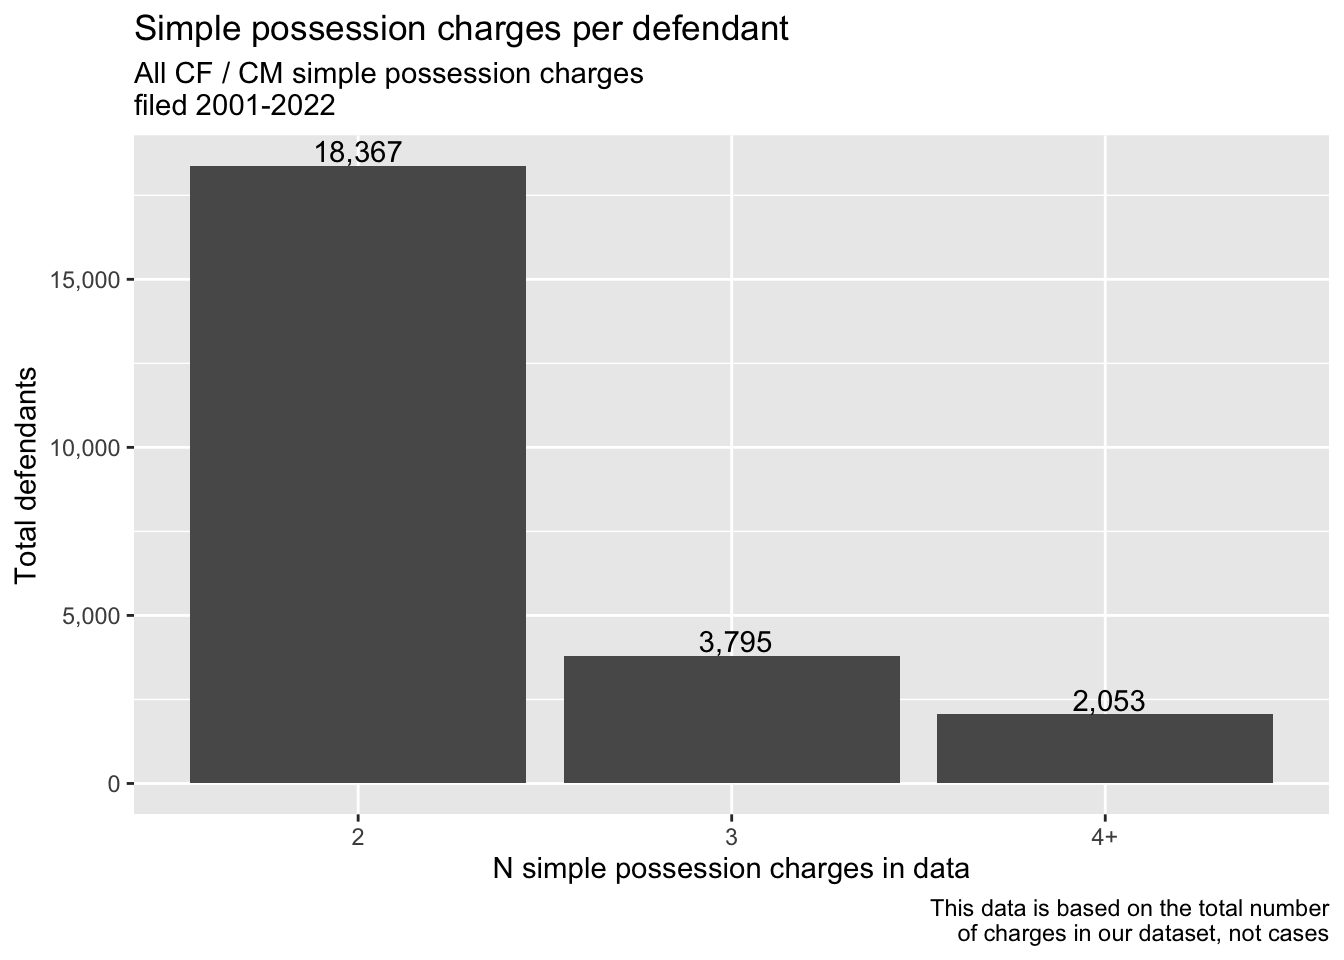 Simple possession charges per defendant
All CF / CM simple possession charges
filed 2001-2022
18,367
15,000
10,000
5,000
0
3,795
2,053
Total defendants
2
3
4+
N simple possession charges in data
This data is based on the total number
of charges in our dataset, not cases